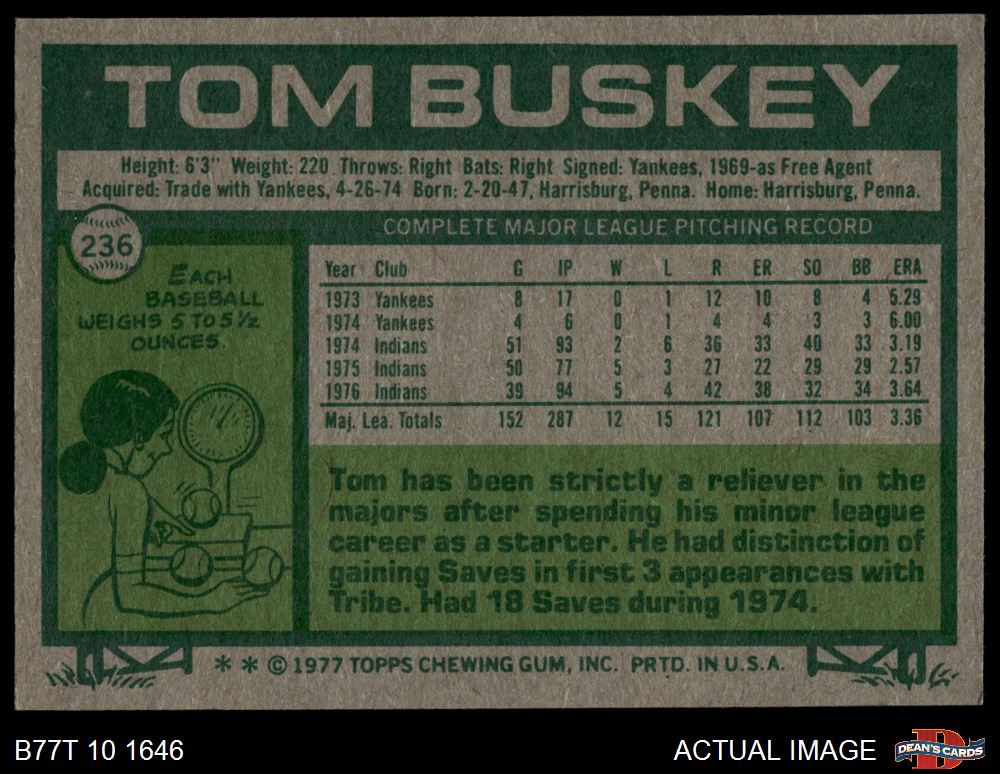 TOM BUSKEY
Height: 6'3" Weight: 220 Throws: Right Bats: Right Signed: Yankees, 1969-as Free Agent
Acquired: Trade with Yankees, 4-26-74 Born: 2-20-47, Harrisburg, Penna. Home: Harrisburg, Penna.
236
EACH
BASEBALL
WEIGHS 5 TO 5½
OUNCES.
COMPLETE MAJOR LEAGUE PITCHING RECORD
Year Club G IP W L R ER SO BB ERA
1973 Yankees 8 17 0 1 12 10 8 4 5.29
1974 Yankees 4 6 0 1 4 4 3 3 6.00
1974 Indians 51 93 2 6 36 33 40 33 3.19
1975 Indians 50 77 5 3 27 22 29 29 2.57
1976 Indians 39 94 5 4 42 38 32 34 3.64
Maj. Lea. Totals 152 287 12 15 121 107 112 103 3.36
Tom has been strictly a reliever in the
majors after spending his minor league
career as a starter. He had distinction of
gaining Saves in first 3 appearances with
Tribe. Had 18 Saves during 1974.
* * © 1977 TOPPS CHEWING GUM, INC. PRTD. IN U.S.A.
B77T 10 1646
ACTUAL IMAGE
D
DEAN'S CARDS